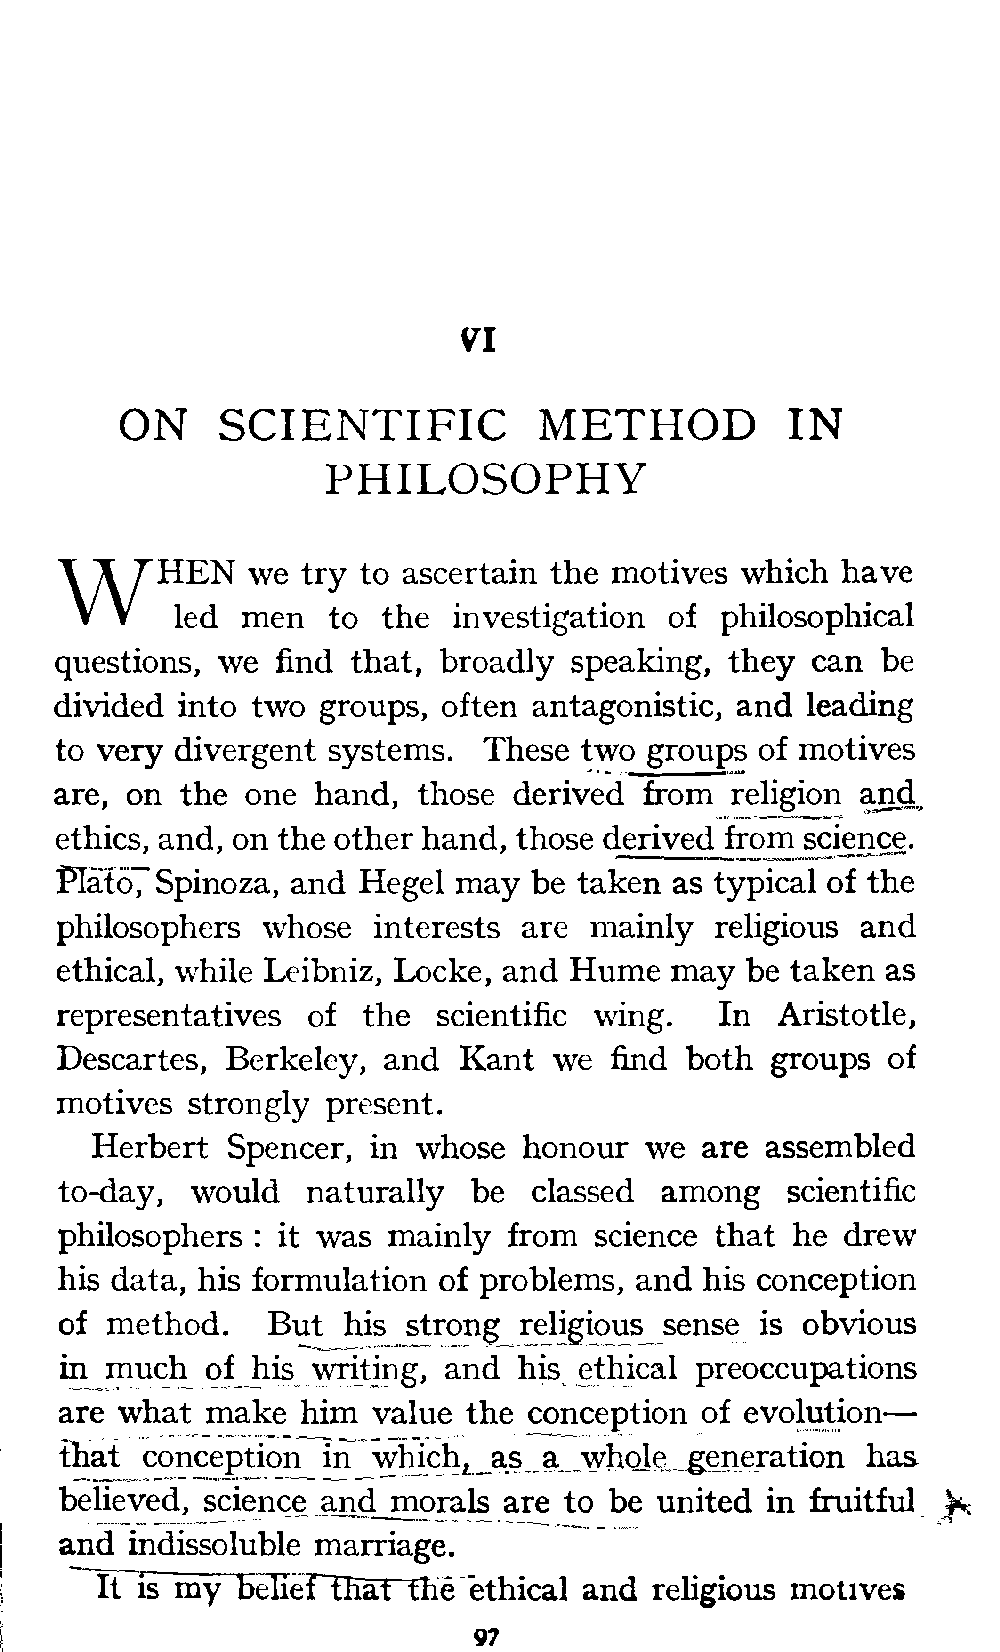 VI
ON SCIENTIFIC METHOD IN
PHILOSOPHY
WHEN we try to ascertain the motives which have
led men to the investigation of philosophical
questions, we find that, broadly speaking, they can be
divided into two groups, often antagonistic, and leading
to very divergent systems. These two groups of motives
are, on the one hand, those derived from religion and
ethics, and, on the other hand, those derived from science.
Plato, Spinoza, and Hegel may be taken as typical of the
philosophers whose interests are mainly religious and
ethical, while Leibniz, Locke, and Hume may be taken as
representatives of the scientific wing. In Aristotle,
Descartes, Berkeley, and Kant we find both groups of
motives strongly present.
Herbert Spencer, in whose honour we are assembled
to-day, would naturally be classed among scientific
philosophers : it was mainly from science that he drew
his data, his formulation of problems, and his conception
of method. But his strong religious sense is obvious
in much of his writing, and his ethical preoccupations
are what make him value the conception of evolution—
that conception in which, as a whole generation has
believed, science and morals are to be united in fruitful
and indissoluble marriage.
It is my belief that the ethical and religious motives
97